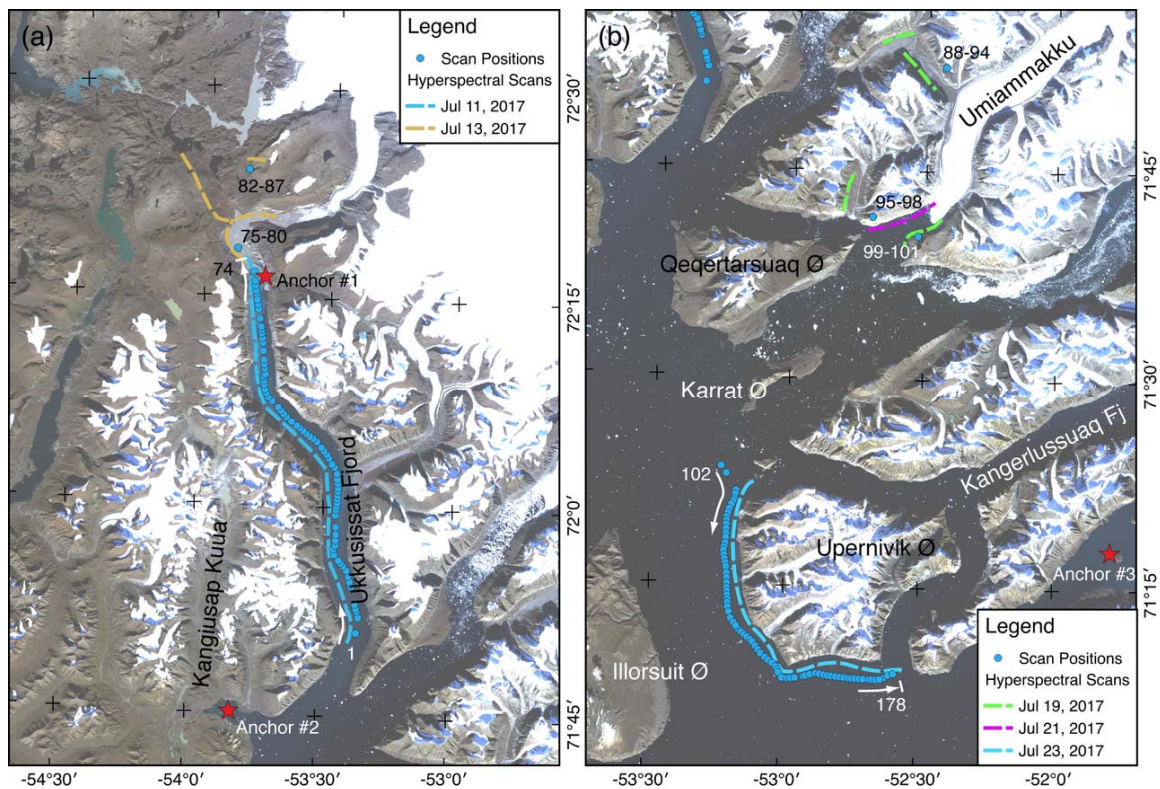 (a)
Legend
Scan Positions
Hyperspectral Scans
Jul 11, 2017
Jul 13, 2017
82-87
75-80
74
Anchor #1
Ukkusissat Fjord
Kangiusap Kuua
1
Anchor #2
72°30′
72°15′
72°0′
71°45′
-54°30′
-54°0′
-53°30′
-53°0′
(b)
88-94
Umiammakku
95-98
99-101
Qeqertarsuaq Ø
Karrat Ø
Kangerlussuaq Fj
102
Upernivik Ø
Anchor #3
Illorsuit Ø
178
Legend
Scan Positions
Hyperspectral Scans
Jul 19, 2017
Jul 21, 2017
Jul 23, 2017
71°45′
71°30′
71°15′
-53°30′
-53°0′
-52°30′
-52°0′